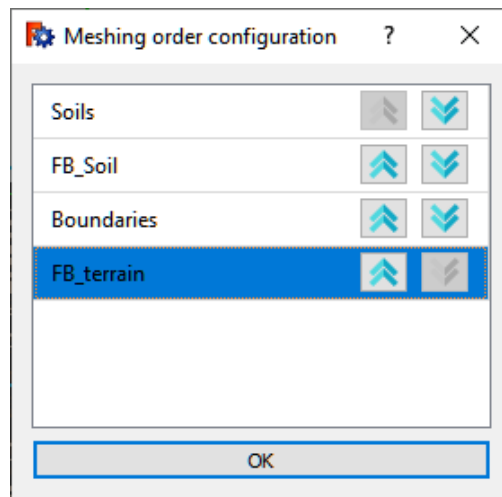 Meshing order configuration ?
Soils
FB_Soil
Boundaries
FB_terrain
OK